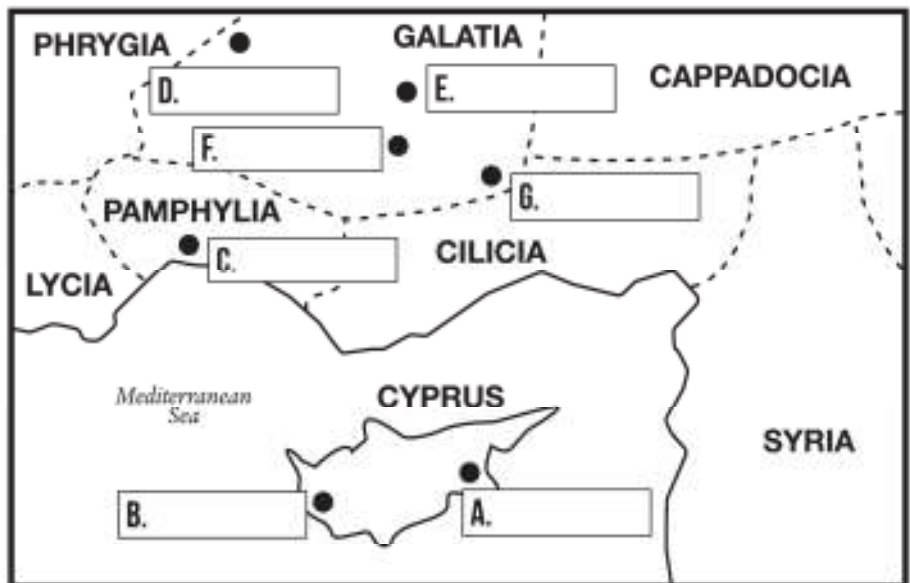 PHRYGIA
GALATIA
CAPPADOCIA
D.
E.
F.
G.
PAMPHYLIA
C.
CILICIA
LYCIA
Mediterranean
Sea
CYPRUS
SYRIA
B.
A.